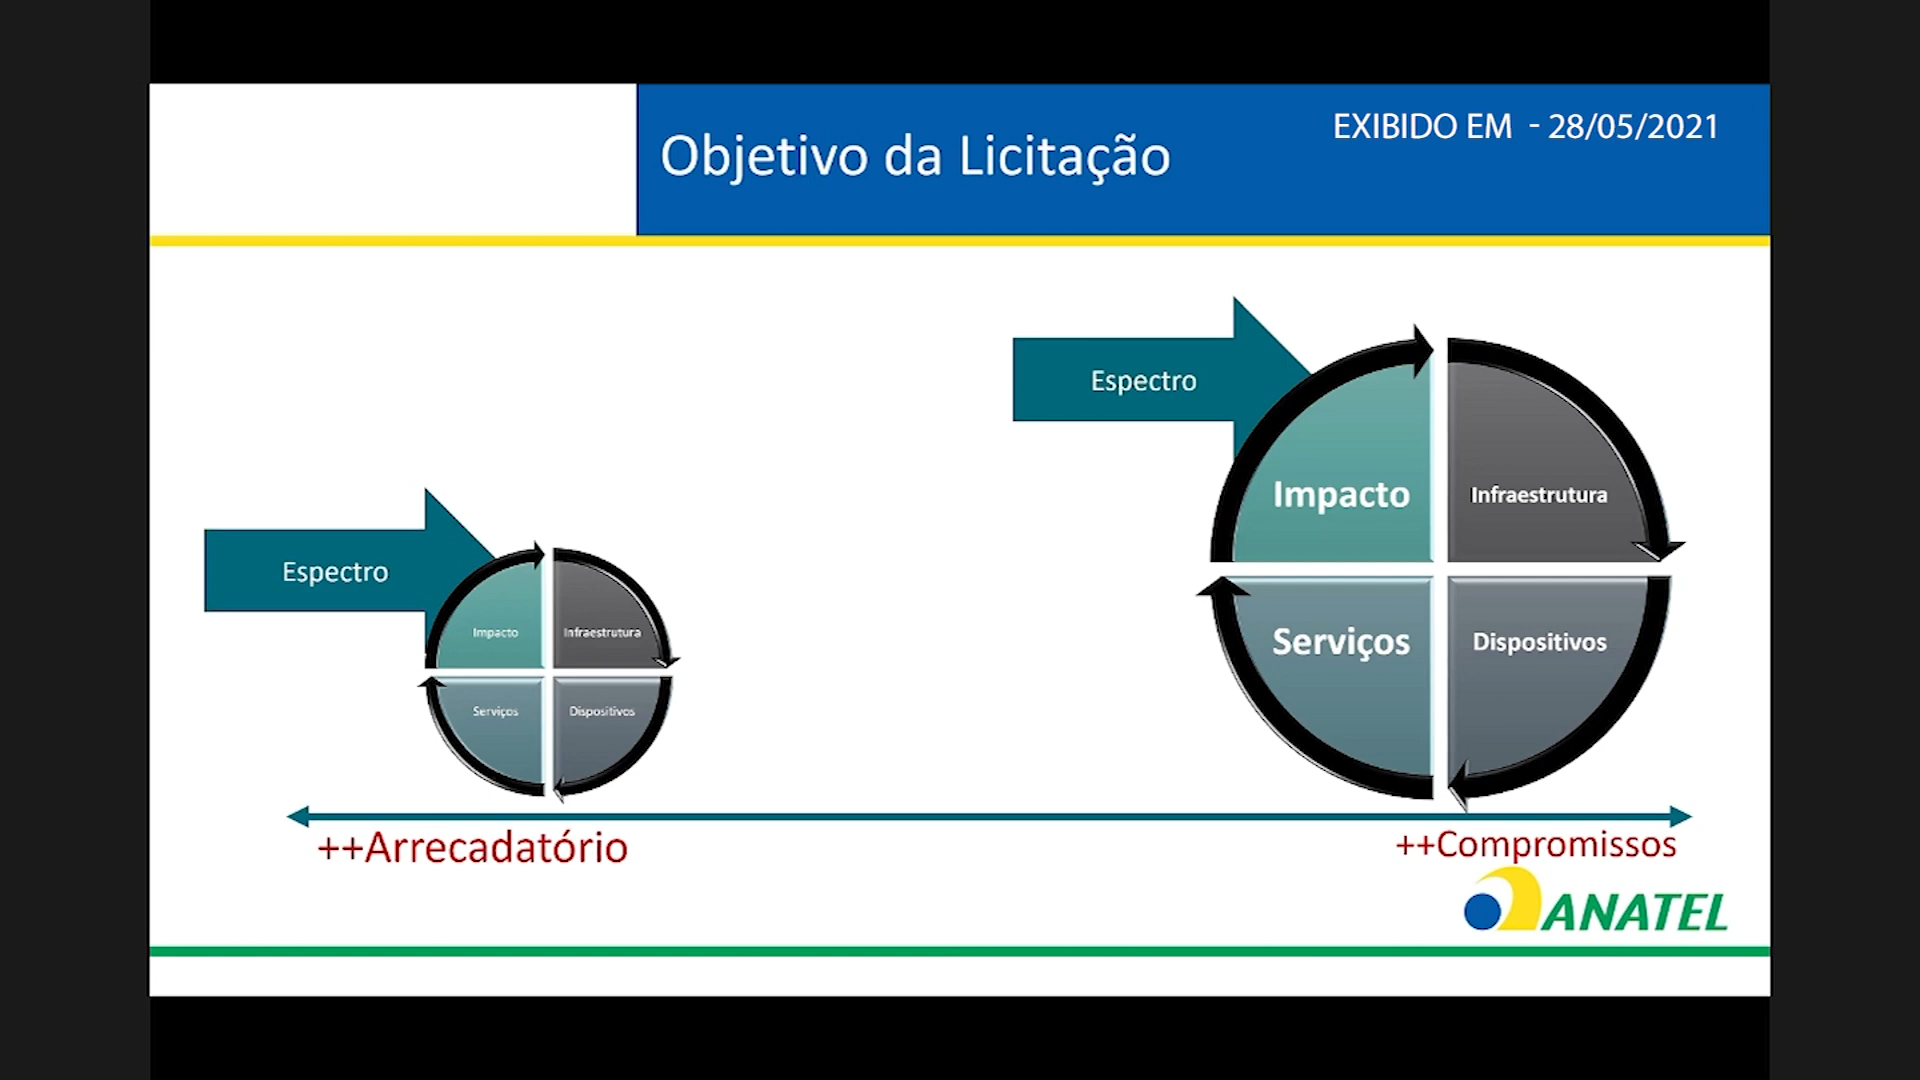 Objetivo da Licitação
EXIBIDO EM - 28/05/2021
Espectro
Impacto
Infraestrutura
Serviços
Dispositivos
Espectro
Impacto
Infraestrutura
Serviços
Dispositivos
++Arrecadatório
++Compromissos
ANATEL